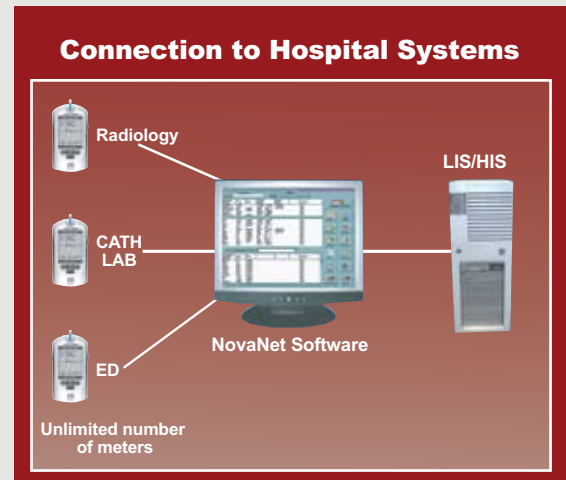 Connection to Hospital Systems
Radiology
LIS/HIS
CATH
LAB
NovaNet Software
ED
Unlimited number
of meters